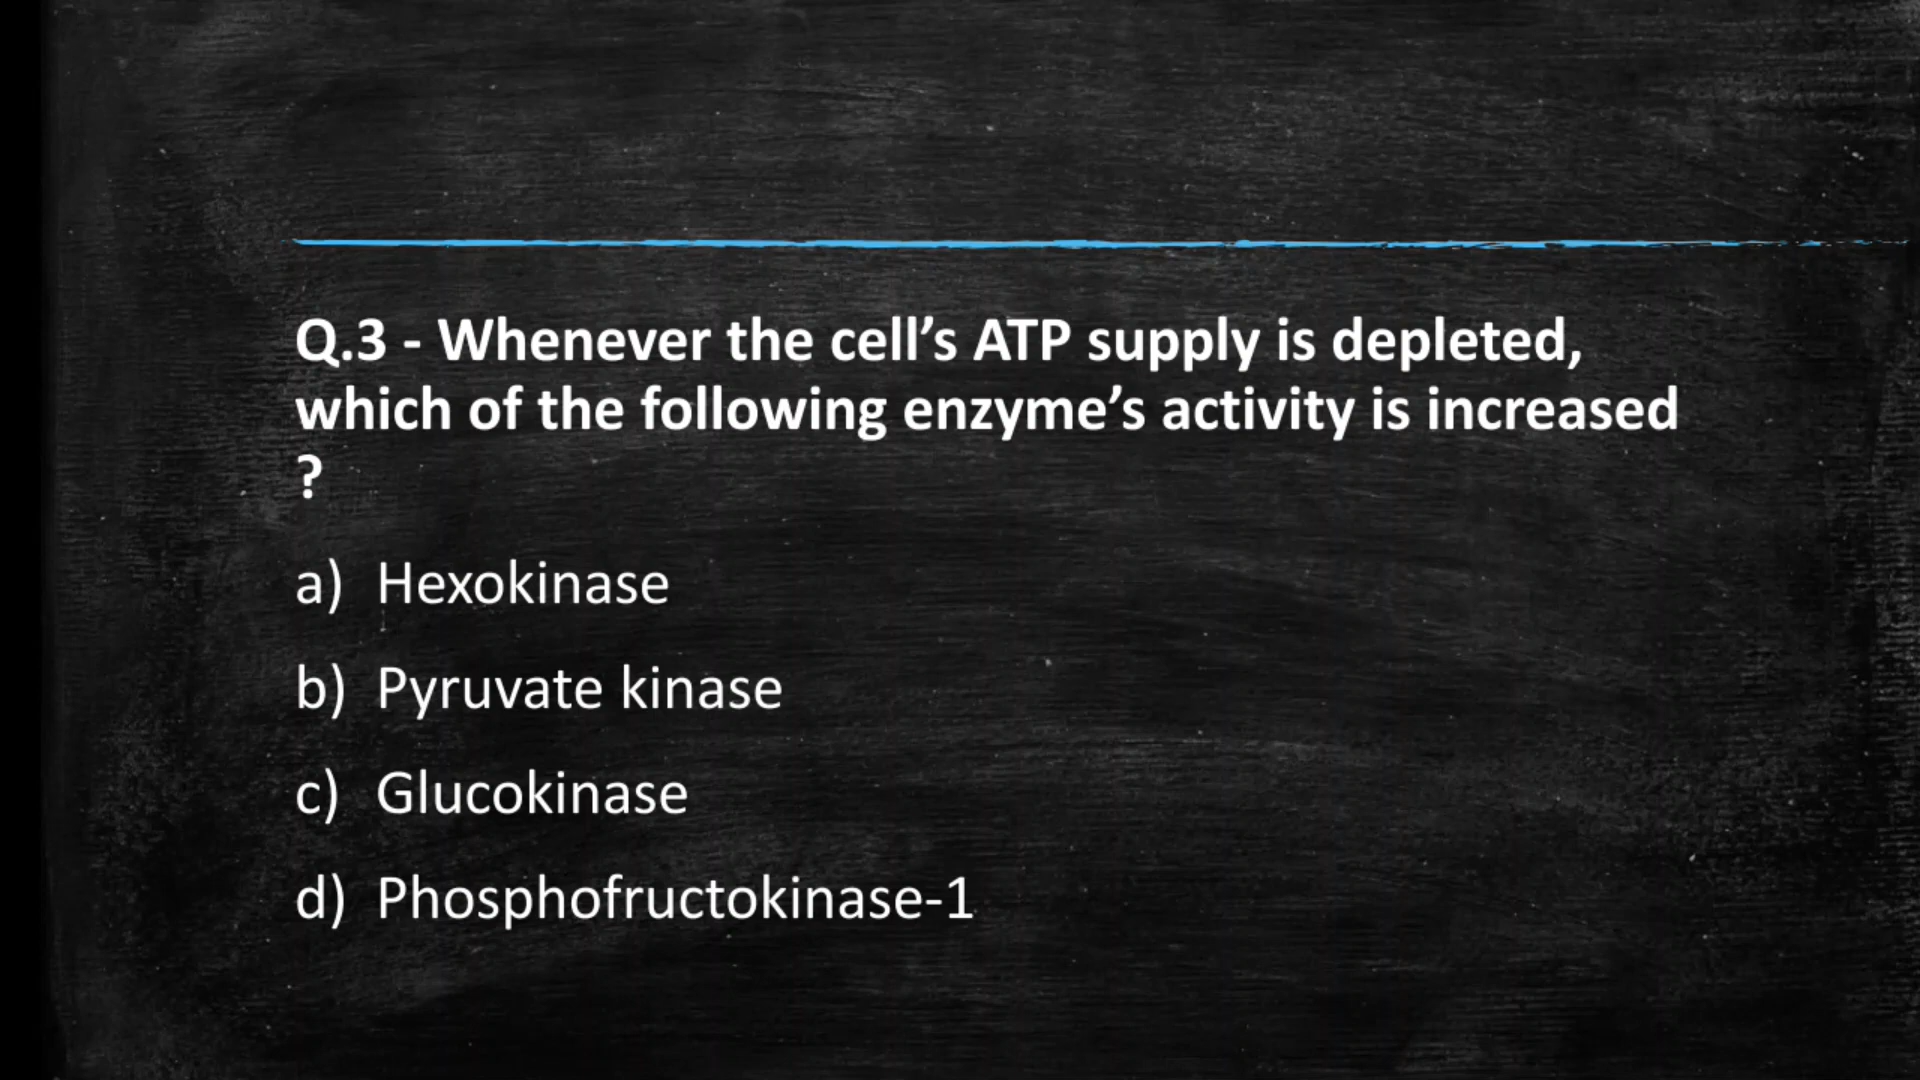 Q.3 - Whenever the cell’s ATP supply is depleted,
which of the following enzyme’s activity is increased
?
a) Hexokinase
b) Pyruvate kinase
c) Glucokinase
d) Phosphofructokinase-1